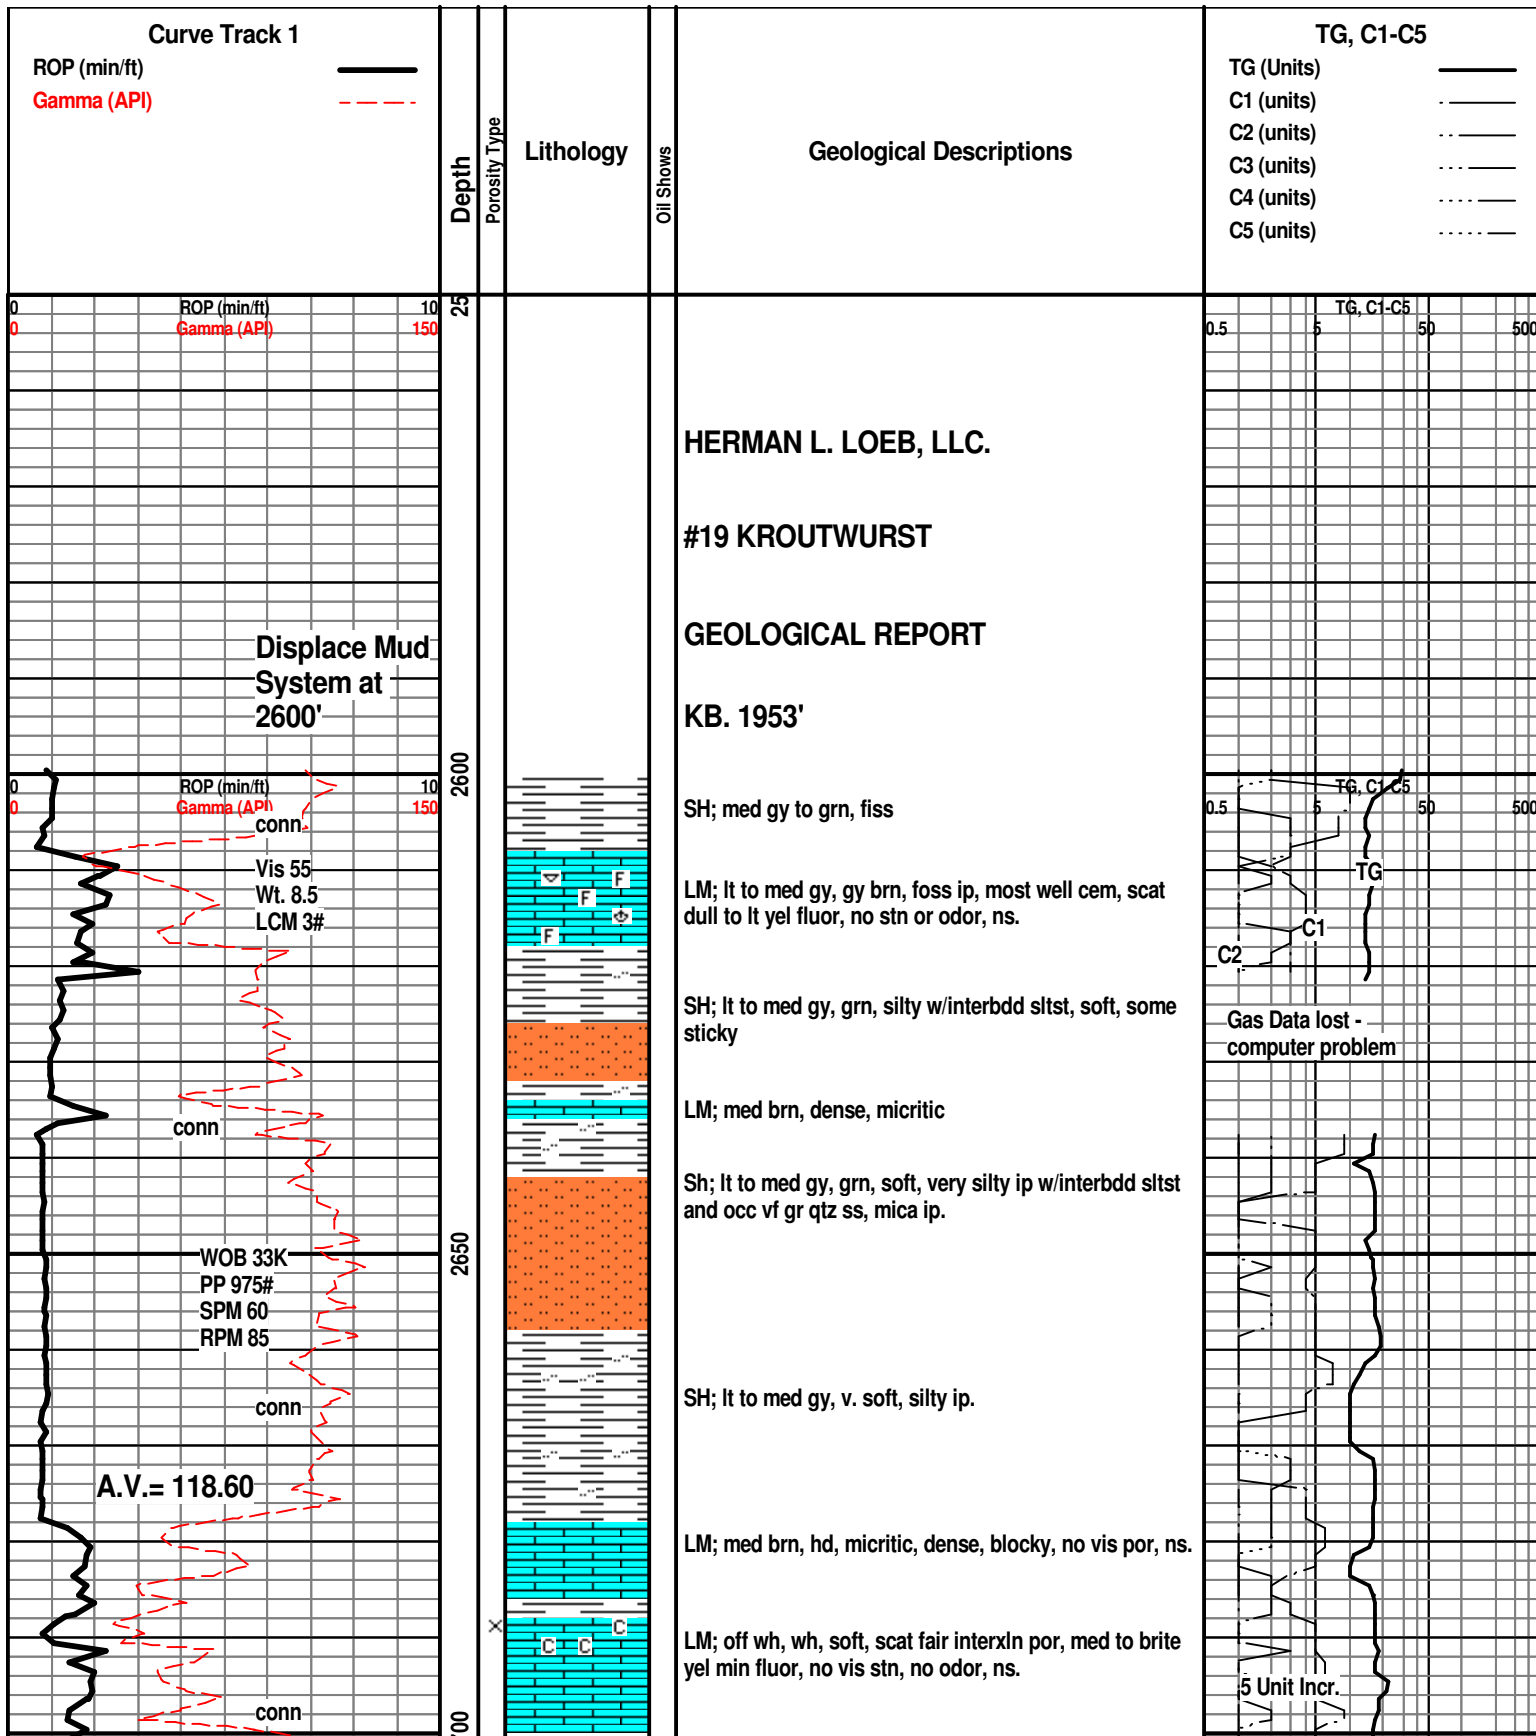 Curve Track 1
ROP (min/ft)
Gamma (API)
Depth
Porosity Type
Lithology
Oil Shows
Geological Descriptions
TG, C1-C5
TG (Units)
C1 (units)
C2 (units)
C3 (units)
C4 (units)
C5 (units)
0 ROP (min/ft) 10
0 Gamma (API) 150
25
TG, C1-C5
0.5 5 50 500
HERMAN L. LOEB, LLC.
#19 KROUTWURST
GEOLOGICAL REPORT
KB. 1953'
Displace Mud
System at
2600'
2600
0 ROP (min/ft) 10
0 Gamma (API) 150
TG, C1-C5
0.5 5 50 500
conn
SH; med gy to grn, fiss
Vis 55
Wt. 8.5
LCM 3#
F
F
F
LM; lt to med gy, gy brn, foss ip, most well cem, scat
dull to lt yel fluor, no stn or odor, ns.
TG
C1
C2
SH; lt to med gy, grn, silty w/interbdd sltst, soft, some
sticky
Gas Data lost -
computer problem
LM; med brn, dense, micritic
conn
Sh; lt to med gy, grn, soft, very silty ip w/interbdd sltst
and occ vf gr qtz ss, mica ip.
2650
WOB 33K
PP 975#
SPM 60
RPM 85
SH; lt to med gy, v. soft, silty ip.
conn
A.V.= 118.60
LM; med brn, hd, micritic, dense, blocky, no vis por, ns.
C
C C
LM; off wh, wh, soft, scat fair interxln por, med to brite
yel min fluor, no vis stn, no odor, ns.
5 Unit Incr.
conn
00